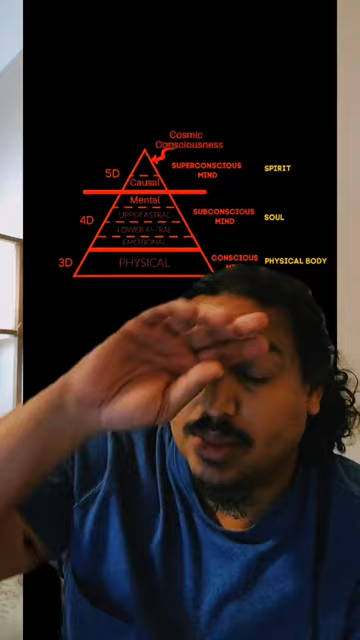 Cosmic
Consciousness
5D
SUPERCONSCIOUS
MIND
SPIRIT
Causal
Mental
4D
UPPER ASTRAL
SUBCONSCIOUS
MIND
SOUL
LOWER ASTRAL
EMOTIONAL
3D
PHYSICAL
CONSCIOUS
PHYSICAL BODY